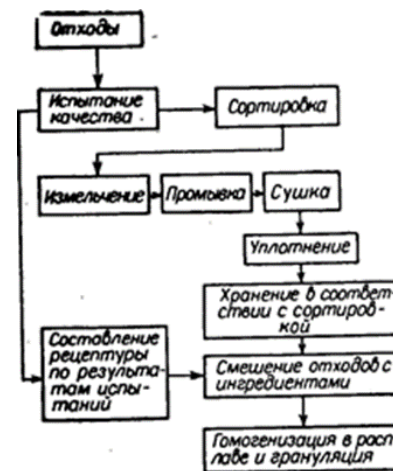 Отходы
Испытание
качества
Сортировка
Измельчение
Промывка
Сушка
Уплотнение
Хранение в соответ-
ствии с сортиров-
кой
Составление
рецептуры
по результа-
там испы-
таний
Смешение отходов с
ингредиентами
Гомогенизация в расп-
лаве и грануляция